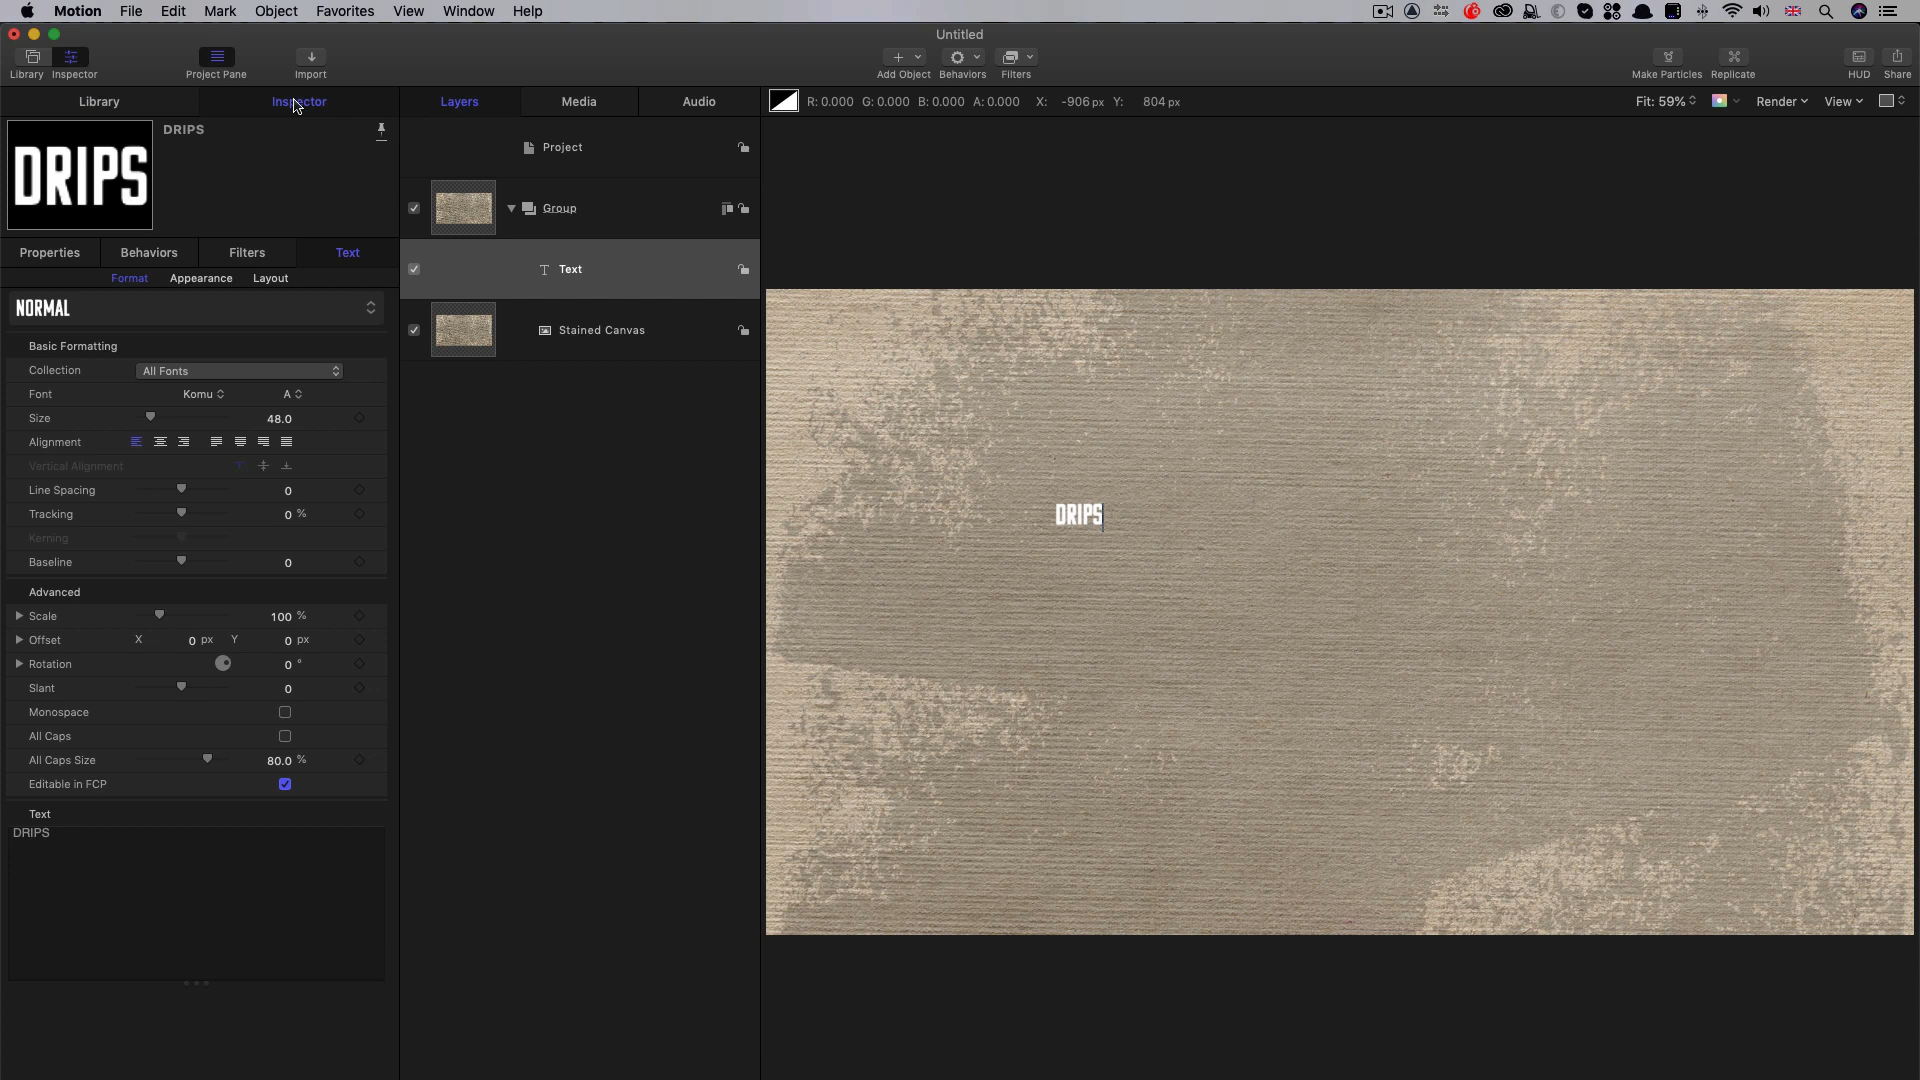 Motion File Edit Mark Object Favorites View Window Help
Untitled
Library Inspector Project Pane Import Add Object Behaviors Filters Make Particles Replicate HUD Share
Library Inspector Layers Media Audio R: 0.000 G: 0.000 B: 0.000 A: 0.000 X: -906 px Y: 804 px Fit: 59% Render View
DRIPS
DRIPS
Project
Group
Properties Behaviors Filters Text
Text
Format Appearance Layout
NORMAL
Stained Canvas
Basic Formatting
Collection All Fonts
Font Komu A
Size 48.0
Alignment
Vertical Alignment
Line Spacing 0
Tracking 0 %
DRIPS
Kerning
Baseline 0
Advanced
Scale 100 %
Offset X 0 px Y 0 px
Rotation 0 °
Slant 0
Monospace
All Caps
All Caps Size 80.0 %
Editable in FCP
Text
DRIPS